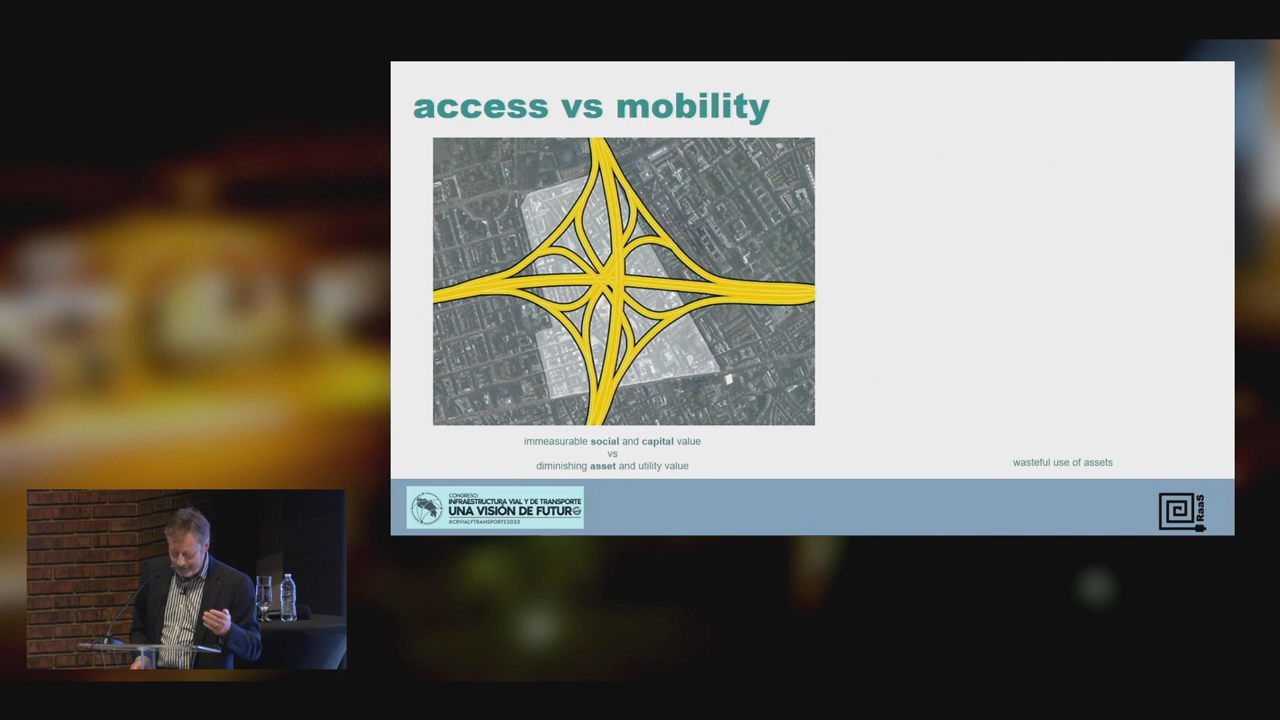 access vs mobility
immeasurable social and capital value
vs
diminishing asset and utility value
wasteful use of assets
CONGRESO:
INFRAESTRUCTURA VIAL Y DE TRANSPORTE
UNA VISIÓN DE FUTURO
#CRVIALYTRANSPORTE2023
RaaS